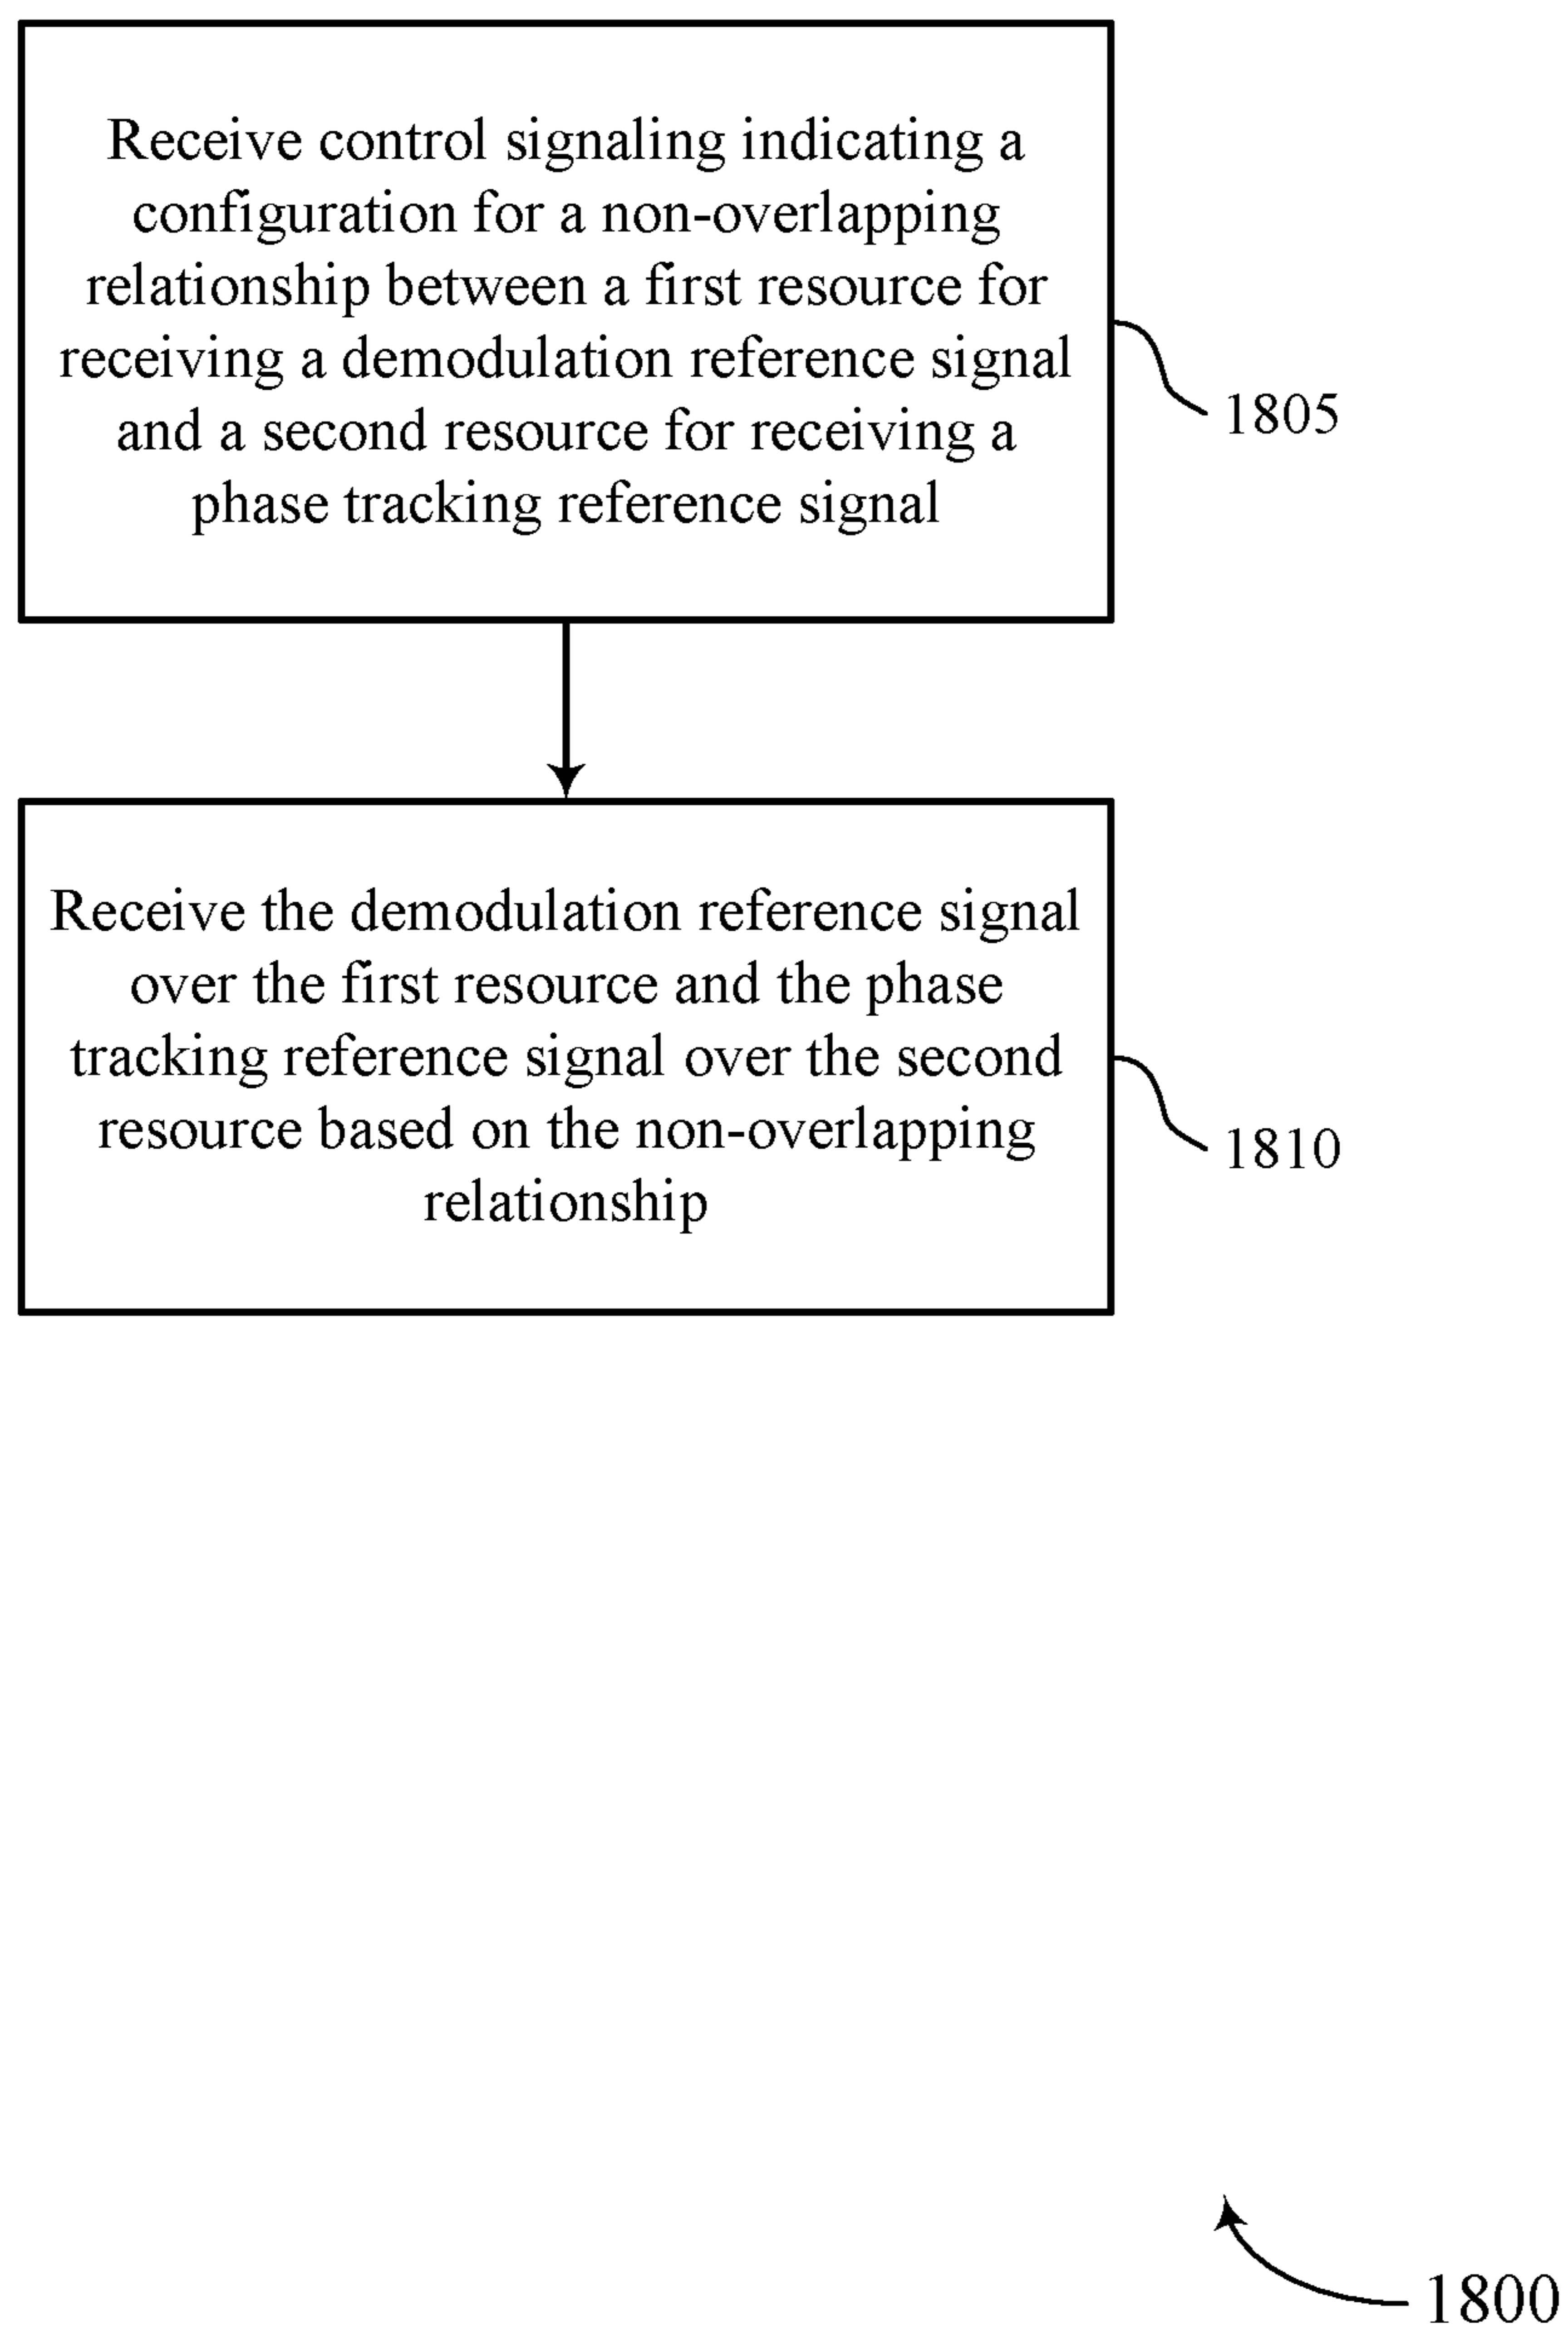 Receive control signaling indicating a
configuration for a non-overlapping
relationship between a first resource for
receiving a demodulation reference signal
and a second resource for receiving a
phase tracking reference signal
1805
Receive the demodulation reference signal
over the first resource and the phase
tracking reference signal over the second
resource based on the non-overlapping
relationship
1810
1800